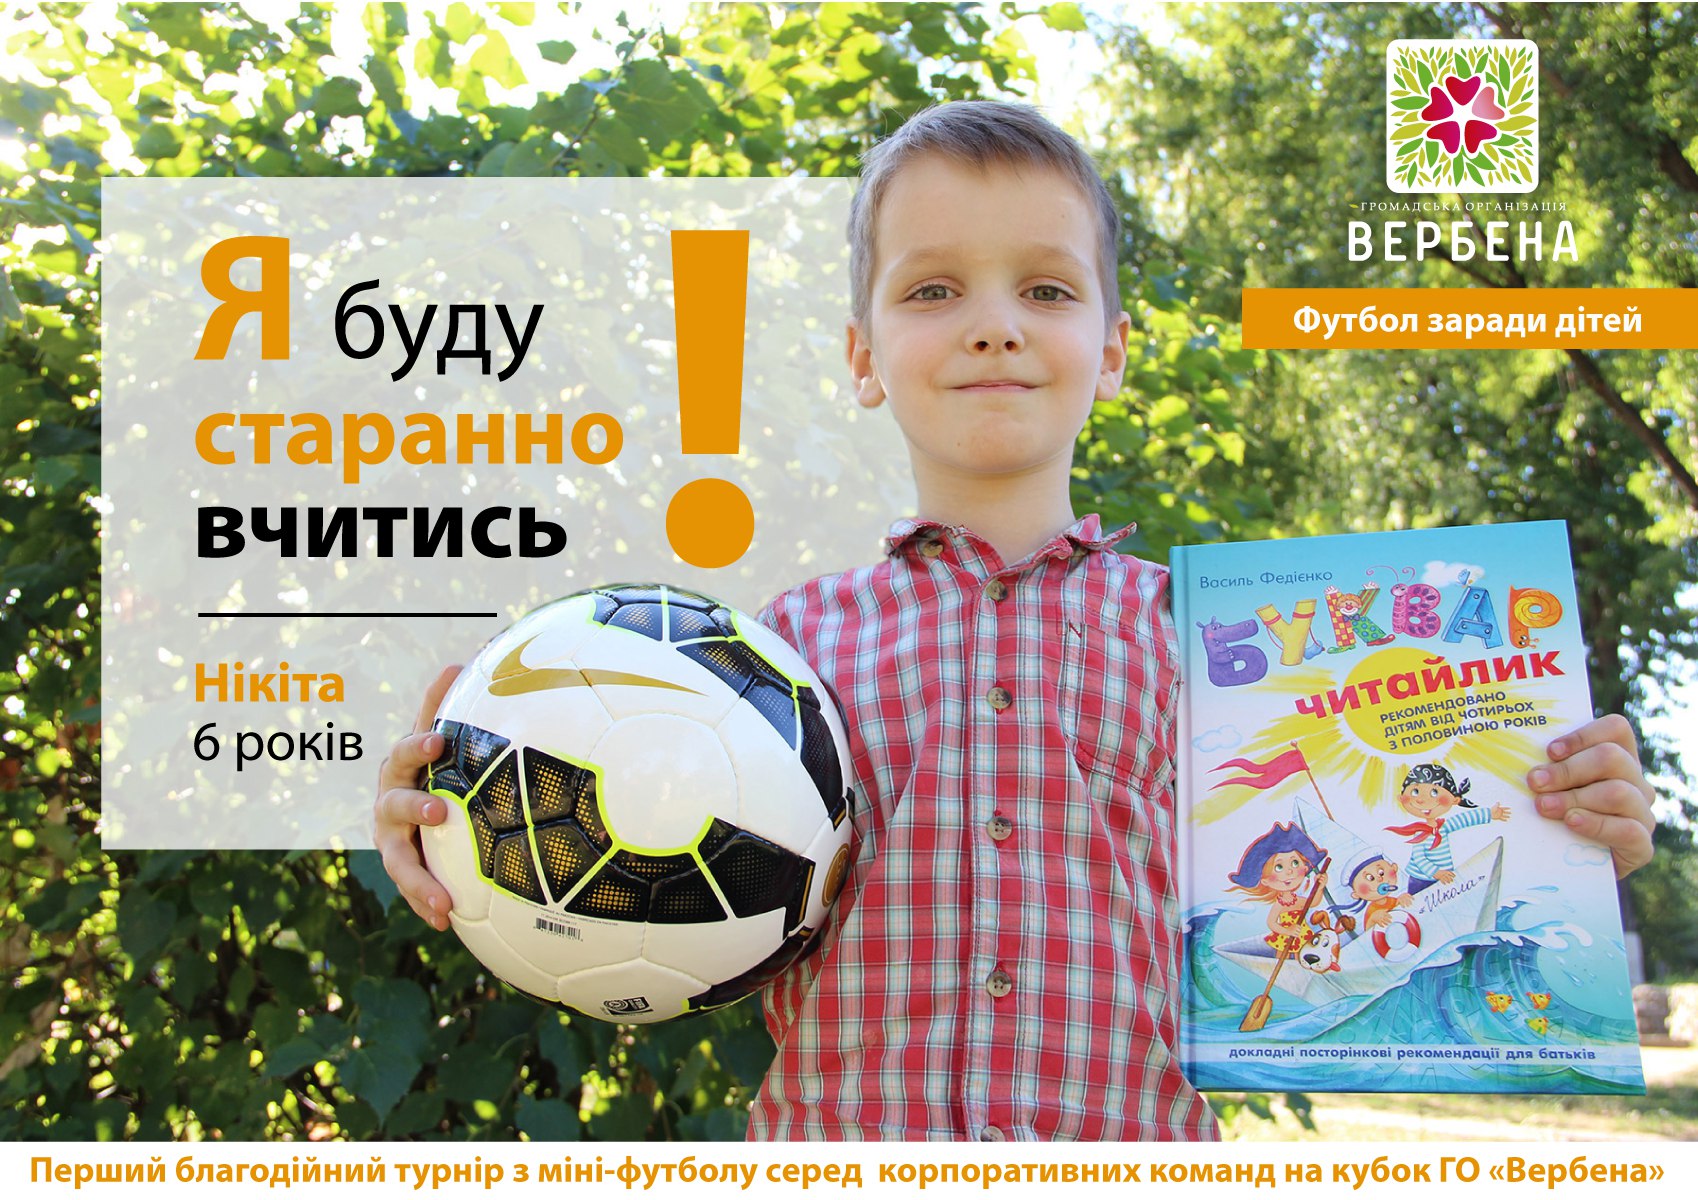 ГРОМАДСЬКА ОРГАНІЗАЦІЯ
ВЕРБЕНА
Футбол заради дітей
Я буду
старанно
вчитись
!
Нікіта
6 років
Василь Федієнко
БУКВАР
читайлик
РЕКОМЕНДОВАНО
ДІТЯМ ВІД ЧОТИРЬОХ
З ПОЛОВИНОЮ РОКІВ
«Школа»
докладні посторінкові рекомендації для батьків
Перший благодійний турнір з міні-футболу серед корпоративних команд на кубок ГО «Вербена»